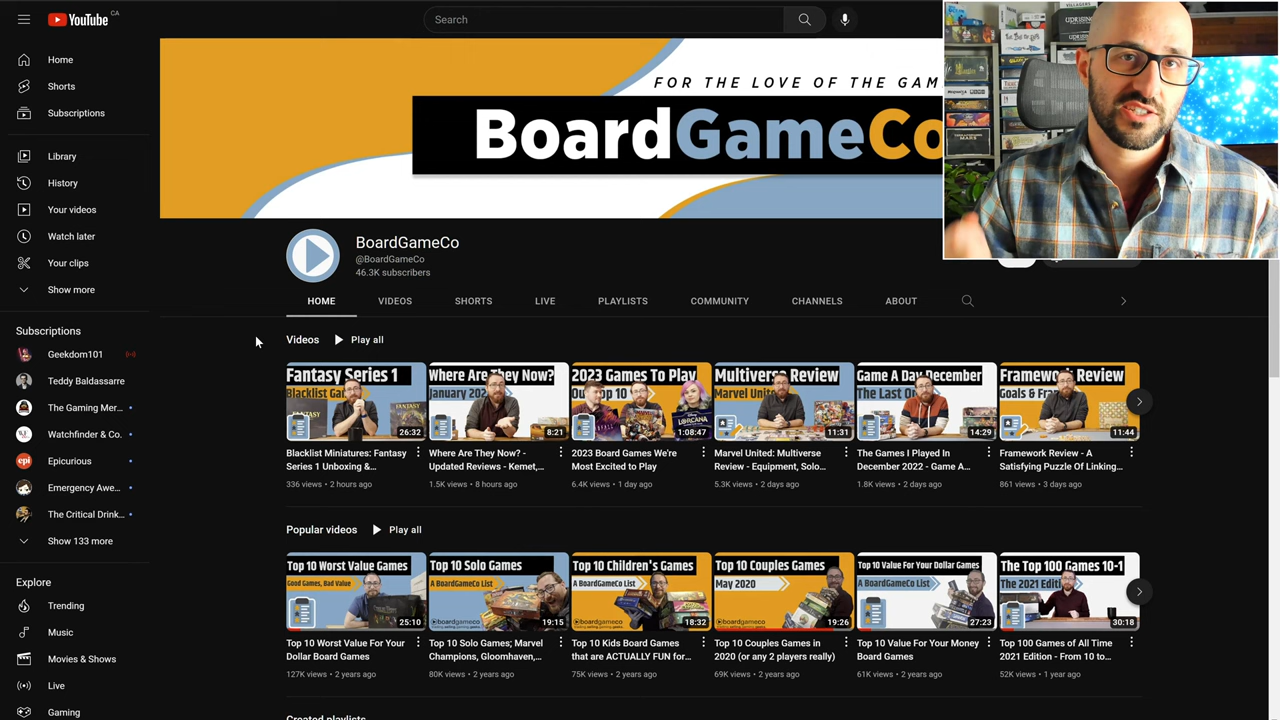 YouTube CA
Search
Home
Shorts
Subscriptions
Library
History
Your videos
Watch later
Your clips
Show more
Subscriptions
Geekdom101
Teddy Baldassarre
The Gaming Mer...
Watchfinder & Co.
epi Epicurious
Emergency Awe...
The Critical Drink...
Show 133 more
Explore
Trending
Music
Movies & Shows
Live
Gaming
FOR THE LOVE OF THE GAM
BoardGameCo
BoardGameCo
@BoardGameCo
46.3K subscribers
HOME VIDEOS SHORTS LIVE PLAYLISTS COMMUNITY CHANNELS ABOUT
Videos Play all
Fantasy Series 1
Blacklist
26:32
Blacklist Miniatures: Fantasy
Series 1 Unboxing &...
336 views • 2 hours ago
Where Are They Now?
January 202
8:21
Where Are They Now? -
Updated Reviews - Kemet,...
1.5K views • 8 hours ago
2023 Games To Play
1:08:47
2023 Board Games We're
Most Excited to Play
6.4K views • 1 day ago
Multiverse Review
Marvel
11:31
Marvel United: Multiverse
Review - Equipment, Solo...
5.3K views • 2 days ago
Game A Day December
The Last
14:29
The Games I Played In
December 2022 - Game A...
1.8K views • 2 days ago
Framework Review
Goals &
11:44
Framework Review - A
Satisfying Puzzle Of Linking...
861 views • 3 days ago
Popular videos Play all
Top 10 Worst Value Games
Good Games, Bad Value
25:10
Top 10 Worst Value For Your
Dollar Board Games
127K views • 2 years ago
Top 10 Solo Games
A BoardGameCo List
19:15
Top 10 Solo Games; Marvel
Champions, Gloomhaven,...
80K views • 2 years ago
Top 10 Children's Games
A BoardGameCo List
18:32
Top 10 Kids Board Games
that are ACTUALLY FUN for...
75K views • 2 years ago
Top 10 Couples Games
May 2020
19:26
Top 10 Couples Games in
2020 (or any 2 players really)
69K views • 2 years ago
Top 10 Value For Your Dollar Games
A BoardGameCo List
27:23
Top 10 Value For Your Money
Board Games
61K views • 2 years ago
The Top 100 Games 10-1
The 2021 Edition
30:18
Top 100 Games of All Time
2021 Edition - From 10 to...
52K views • 1 year ago
Created playlists